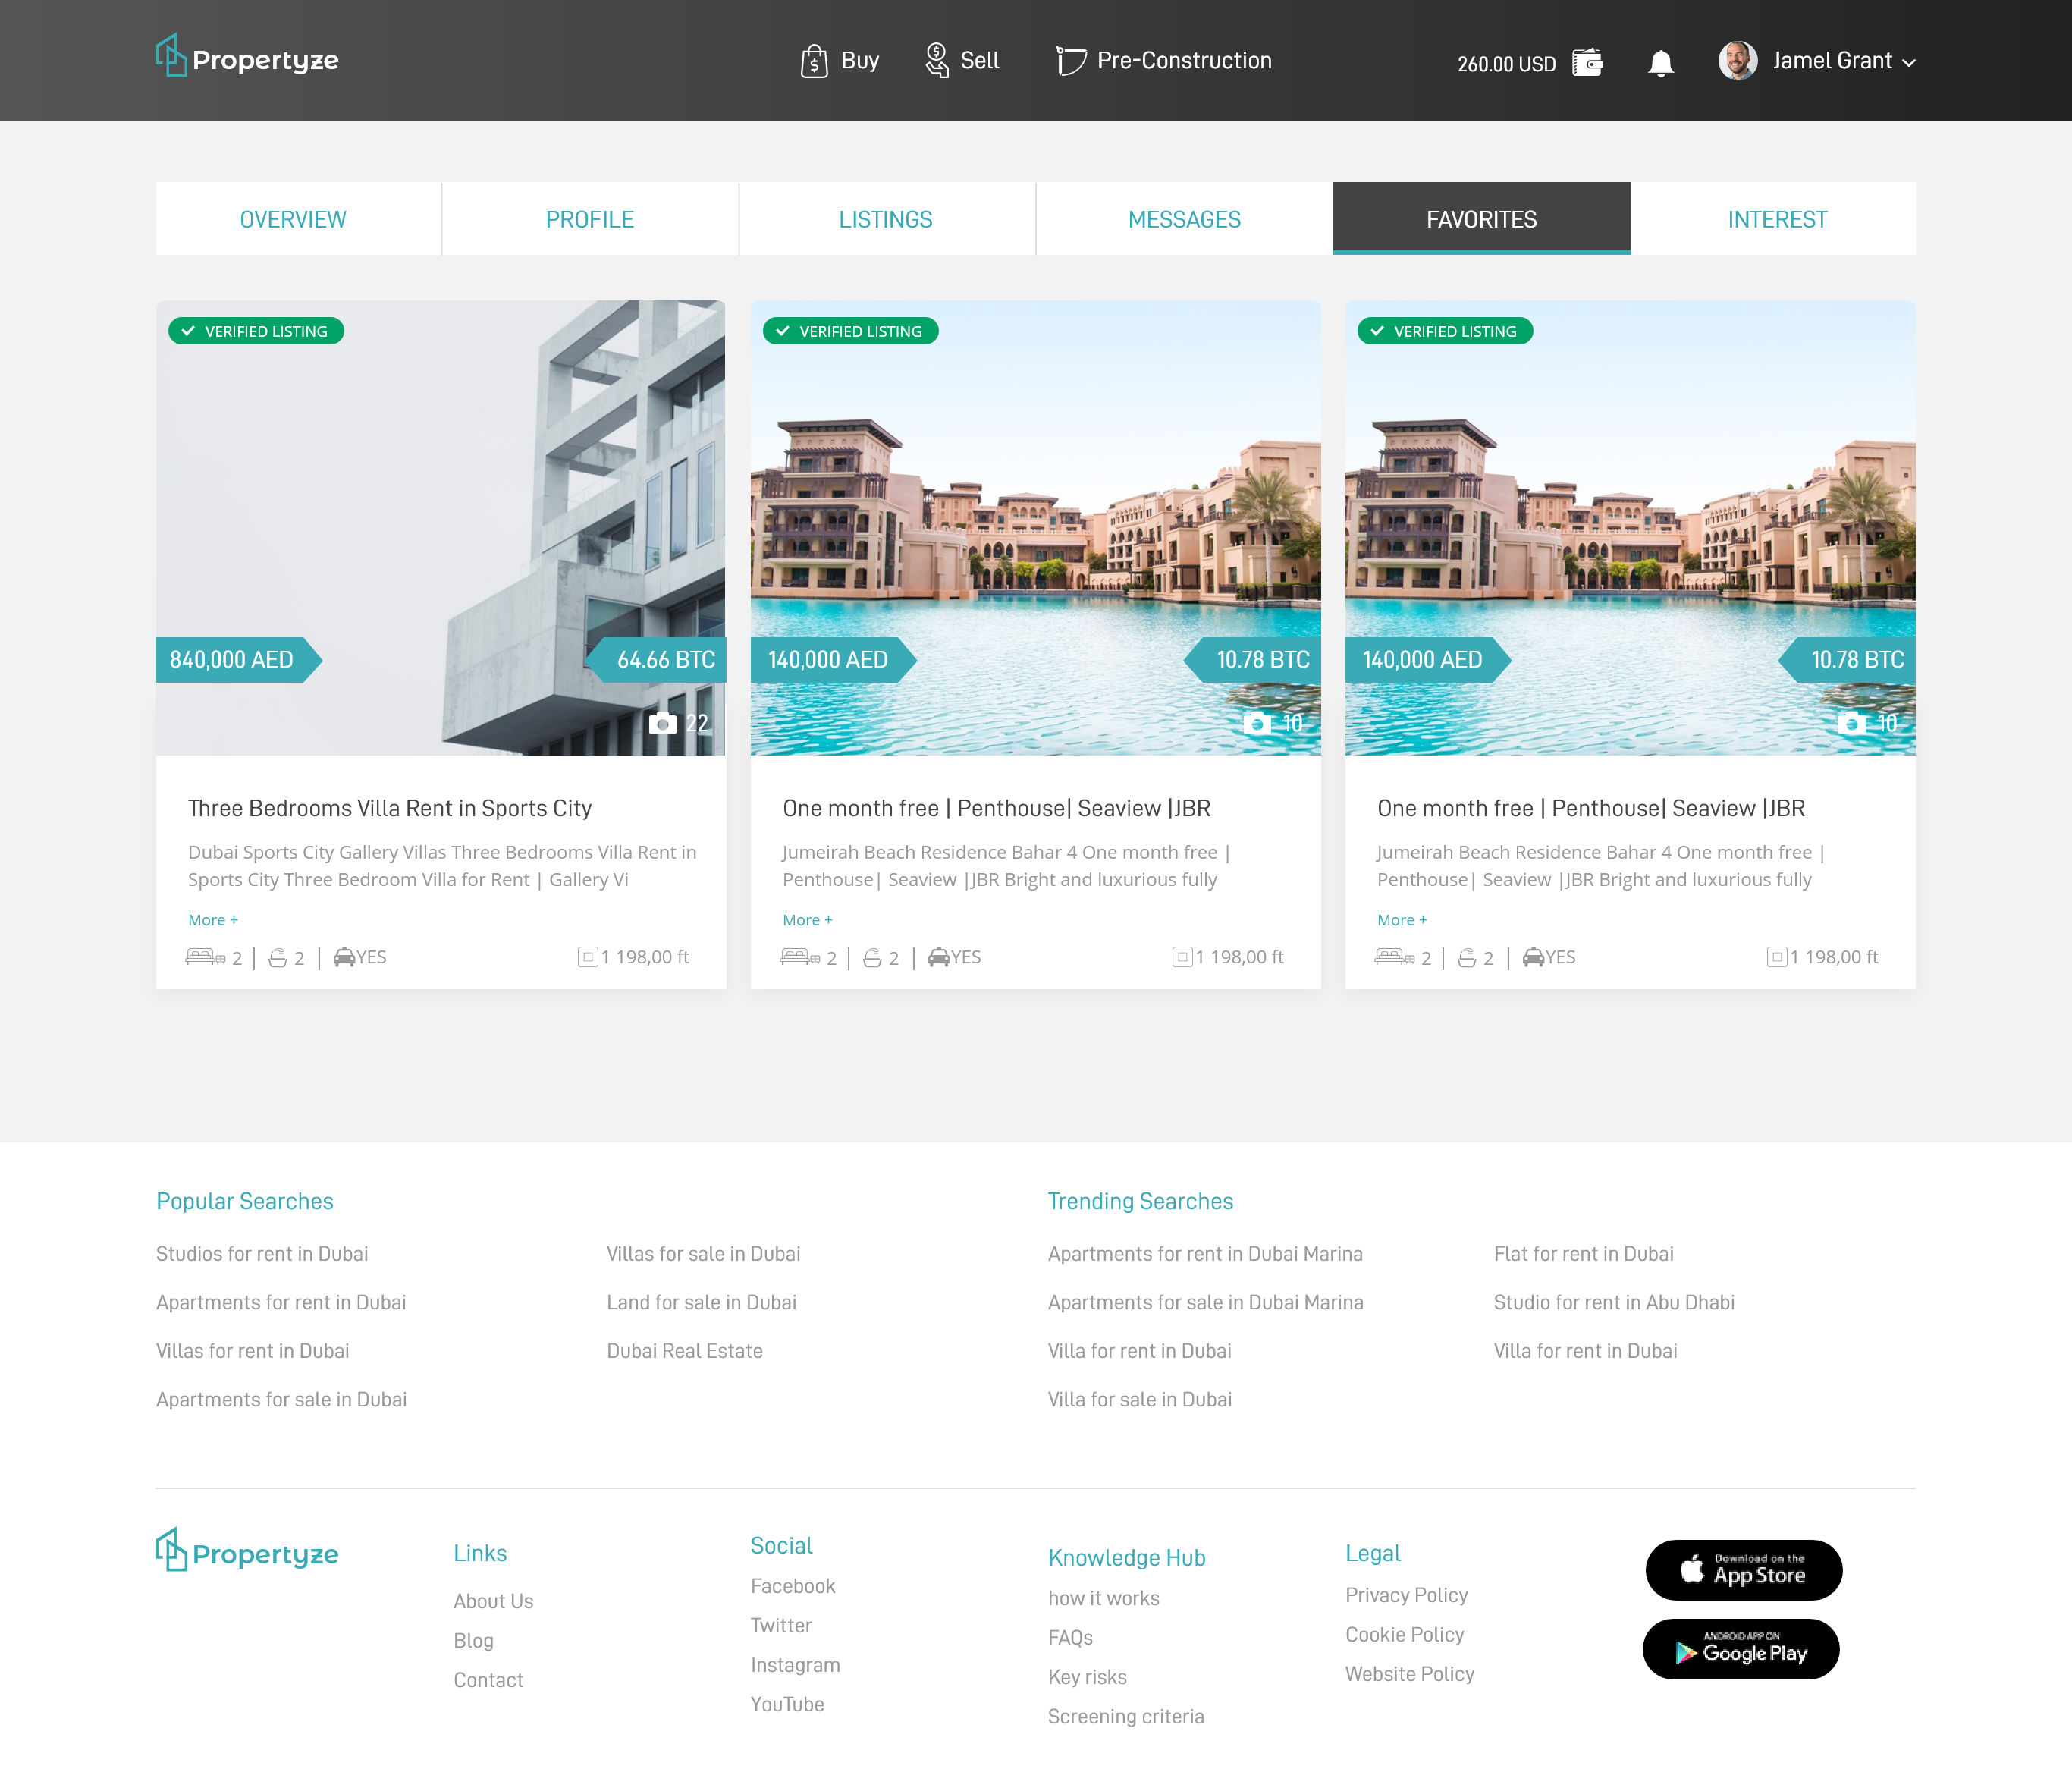 Propertyze
Buy
Sell
Pre-Construction
260.00 USD
Jamel Grant
OVERVIEW
PROFILE
LISTINGS
MESSAGES
FAVORITES
INTEREST
VERIFIED LISTING
840,000 AED
64.66 BTC
22
Three Bedrooms Villa Rent in Sports City
Dubai Sports City Gallery Villas Three Bedrooms Villa Rent in
Sports City Three Bedroom Villa for Rent | Gallery Vi
More +
2 | 2 | YES
1 198,00 ft
VERIFIED LISTING
140,000 AED
10.78 BTC
10
One month free | Penthouse| Seaview |JBR
Jumeirah Beach Residence Bahar 4 One month free |
Penthouse| Seaview |JBR Bright and luxurious fully
More +
2 | 2 | YES
1 198,00 ft
VERIFIED LISTING
140,000 AED
10.78 BTC
10
One month free | Penthouse| Seaview |JBR
Jumeirah Beach Residence Bahar 4 One month free |
Penthouse| Seaview |JBR Bright and luxurious fully
More +
2 | 2 | YES
1 198,00 ft
Popular Searches
Studios for rent in Dubai
Apartments for rent in Dubai
Villas for rent in Dubai
Apartments for sale in Dubai
Villas for sale in Dubai
Land for sale in Dubai
Dubai Real Estate
Trending Searches
Apartments for rent in Dubai Marina
Apartments for sale in Dubai Marina
Villa for rent in Dubai
Villa for sale in Dubai
Flat for rent in Dubai
Studio for rent in Abu Dhabi
Villa for rent in Dubai
Propertyze
Links
About Us
Blog
Contact
Social
Facebook
Twitter
Instagram
YouTube
Knowledge Hub
how it works
FAQs
Key risks
Screening criteria
Legal
Privacy Policy
Cookie Policy
Website Policy
Download on the
App Store
ANDROID APP ON
Google Play